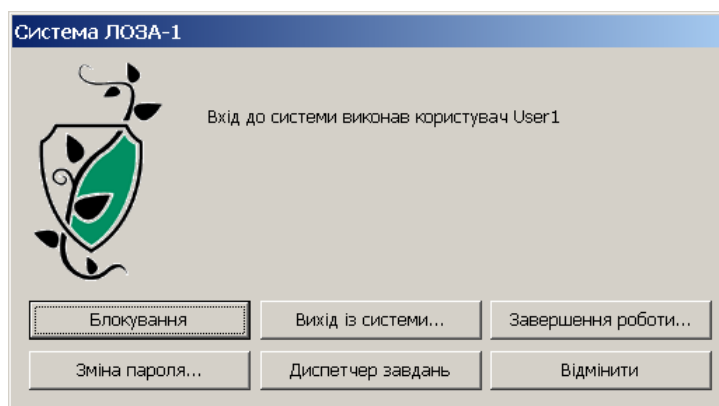 Система ЛОЗА-1
Вхід до системи виконав користувач User1
Блокування
Вихід із системи...
Завершення роботи...
Зміна пароля...
Диспетчер завдань
Відмінити